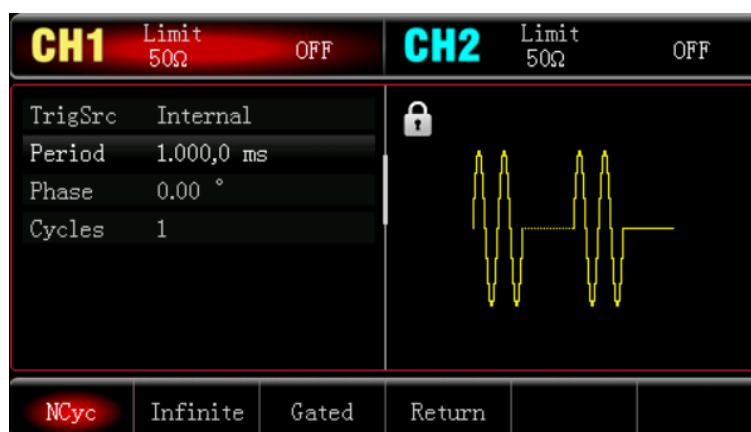 CH1 Limit 50Ω OFF CH2 Limit 50Ω OFF
TrigSrc Internal
Period 1.000,0 ms
Phase 0.00 °
Cycles 1
NCyc Infinite Gated Return